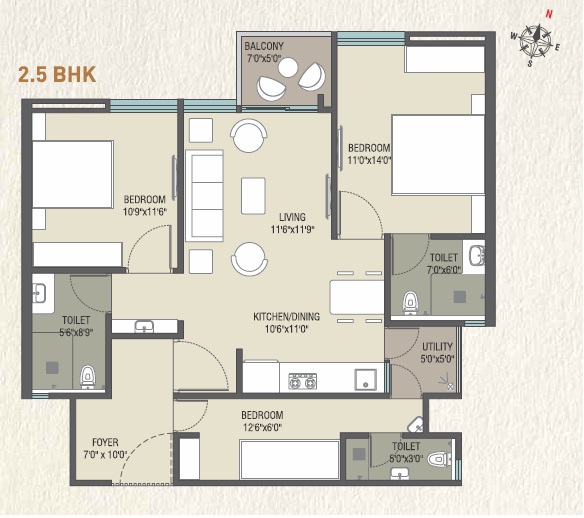 2.5 BHK
N
W
E
S
BALCONY
7'0"x5'0"
BEDROOM
11'0"x14'0"
BEDROOM
10'9"x11'6"
LIVING
11'6"x11'9"
TOILET
7'0"x6'0"
TOILET
5'6"x8'9"
KITCHEN/DINING
10'6"x11'0"
UTILITY
5'0"x5'0"
BEDROOM
12'6"x6'0"
FOYER
7'0" x 10'0"
TOILET
5'0"x3'0"